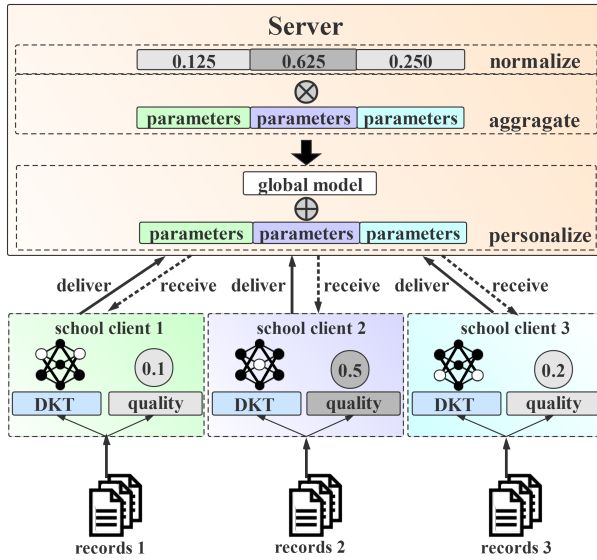 Server
0.125 0.625 0.250 normalize
parameters parameters parameters aggragate
global model
parameters parameters parameters personalize
deliver receive deliver receive deliver receive
school client 1 school client 2 school client 3
0.1 0.5 0.2
DKT quality DKT quality DKT quality
records 1 records 2 records 3